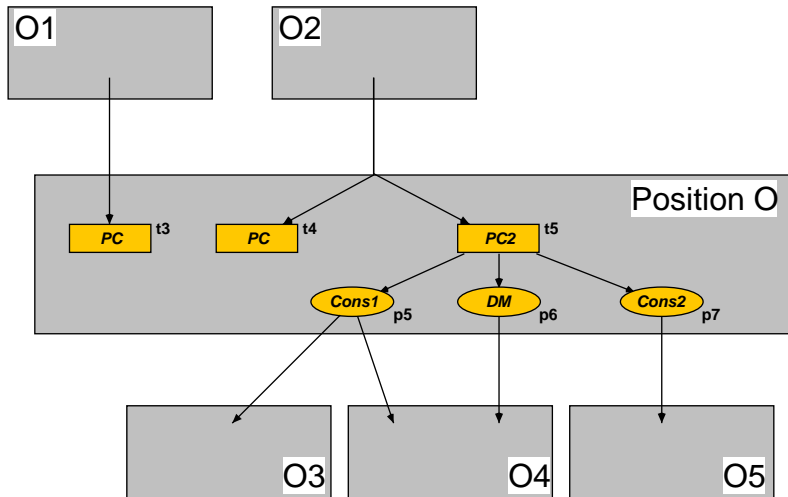 O1
O2
Position O
PC t3
PC t4
PC2 t5
Cons1 p5
DM p6
Cons2 p7
O3
O4
O5